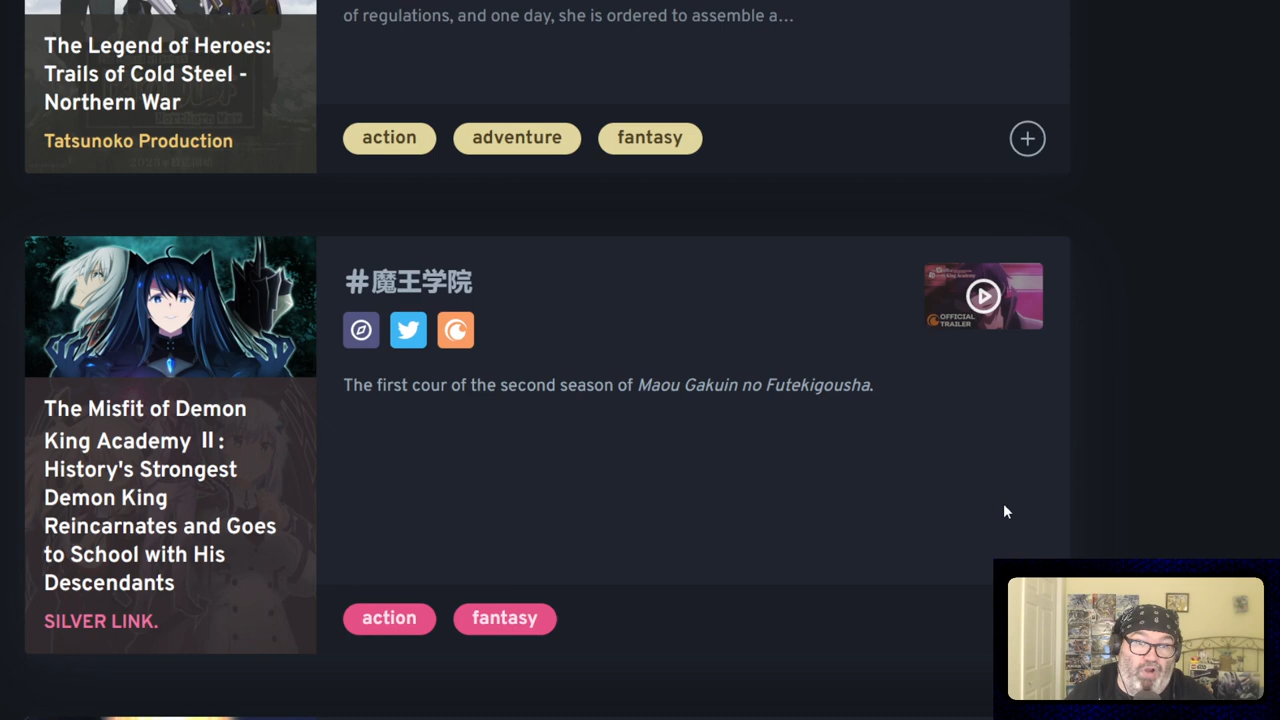 of regulations, and one day, she is ordered to assemble a…
The Legend of Heroes:
Trails of Cold Steel -
Northern War
Tatsunoko Production
action
adventure
fantasy
#魔王学院
OFFICIAL
TRAILER
The first cour of the second season of Maou Gakuin no Futekigousha.
The Misfit of Demon
King Academy Ⅱ:
History's Strongest
Demon King
Reincarnates and Goes
to School with His
Descendants
SILVER LINK.
action
fantasy